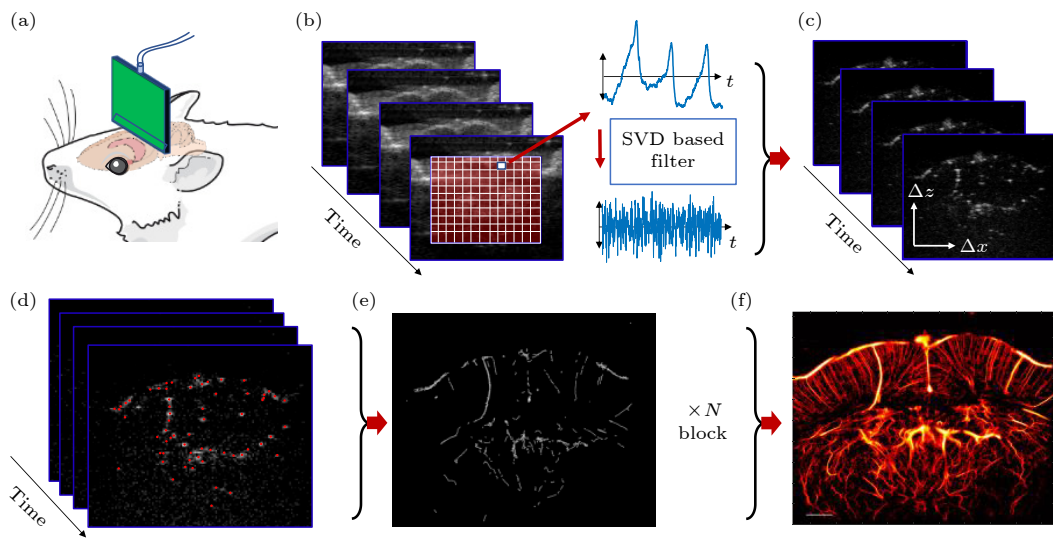 (a)
(b)
t
SVD based
filter
t
Time
(c)
Δz
Δx
Time
(d)
Time
(e)
×N
block
(f)